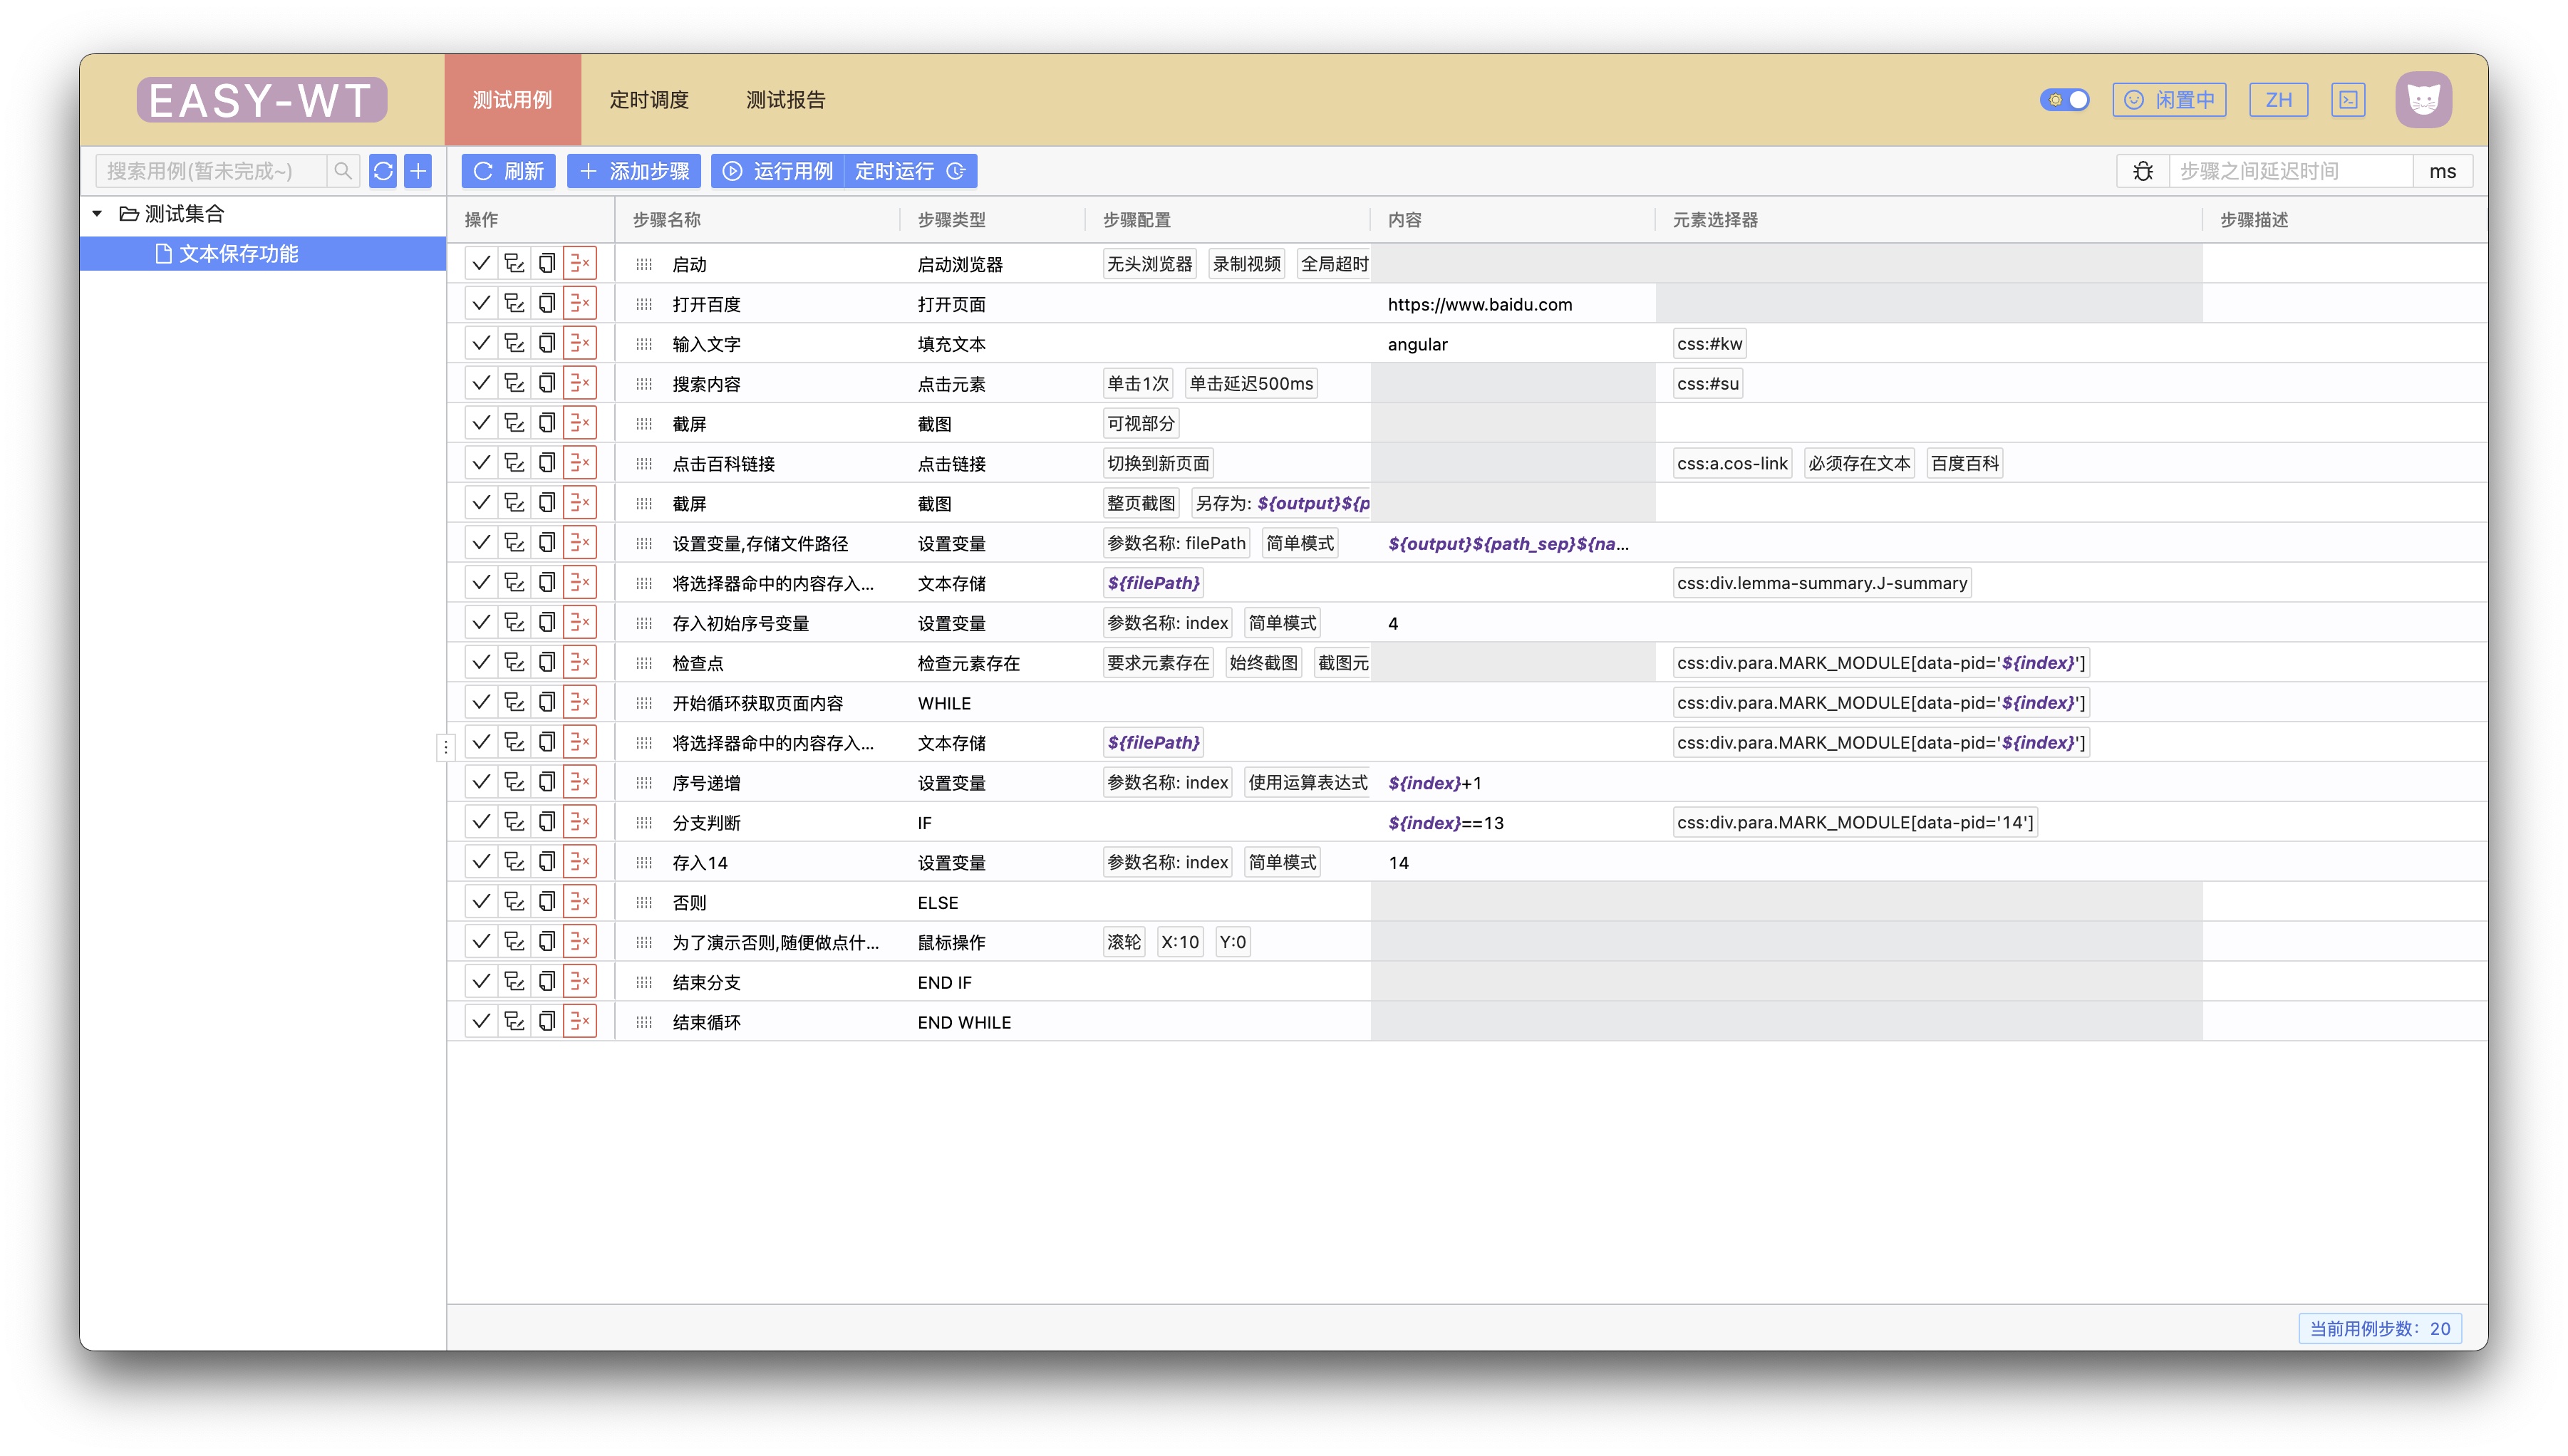 EASY-WT 测试用例 定时调度 测试报告 闲置中 ZH
搜索用例(暂未完成~) 刷新 添加步骤 运行用例 定时运行 步骤之间延迟时间 ms
测试集合
文本保存功能
操作 步骤名称 步骤类型 步骤配置 内容 元素选择器 步骤描述
启动 启动浏览器 无头浏览器 录制视频 全局超时
打开百度 打开页面 https://www.baidu.com
输入文字 填充文本 angular css:#kw
搜索内容 点击元素 单击1次 单击延迟500ms css:#su
截屏 截图 可视部分
点击百科链接 点击链接 切换到新页面 css:a.cos-link 必须存在文本 百度百科
截屏 截图 整页截图 另存为: ${output}${p
设置变量,存储文件路径 设置变量 参数名称: filePath 简单模式 ${output}${path_sep}${na...
将选择器命中的内容存入... 文本存储 ${filePath} css:div.lemma-summary.J-summary
存入初始序号变量 设置变量 参数名称: index 简单模式 4
检查点 检查元素存在 要求元素存在 始终截图 截图元 css:div.para.MARK_MODULE[data-pid='${index}']
开始循环获取页面内容 WHILE css:div.para.MARK_MODULE[data-pid='${index}']
将选择器命中的内容存入... 文本存储 ${filePath} css:div.para.MARK_MODULE[data-pid='${index}']
序号递增 设置变量 参数名称: index 使用运算表达式 ${index}+1
分支判断 IF ${index}==13 css:div.para.MARK_MODULE[data-pid='14']
存入14 设置变量 参数名称: index 简单模式 14
否则 ELSE
为了演示否则,随便做点什... 鼠标操作 滚轮 X:10 Y:0
结束分支 END IF
结束循环 END WHILE
当前用例步数: 20